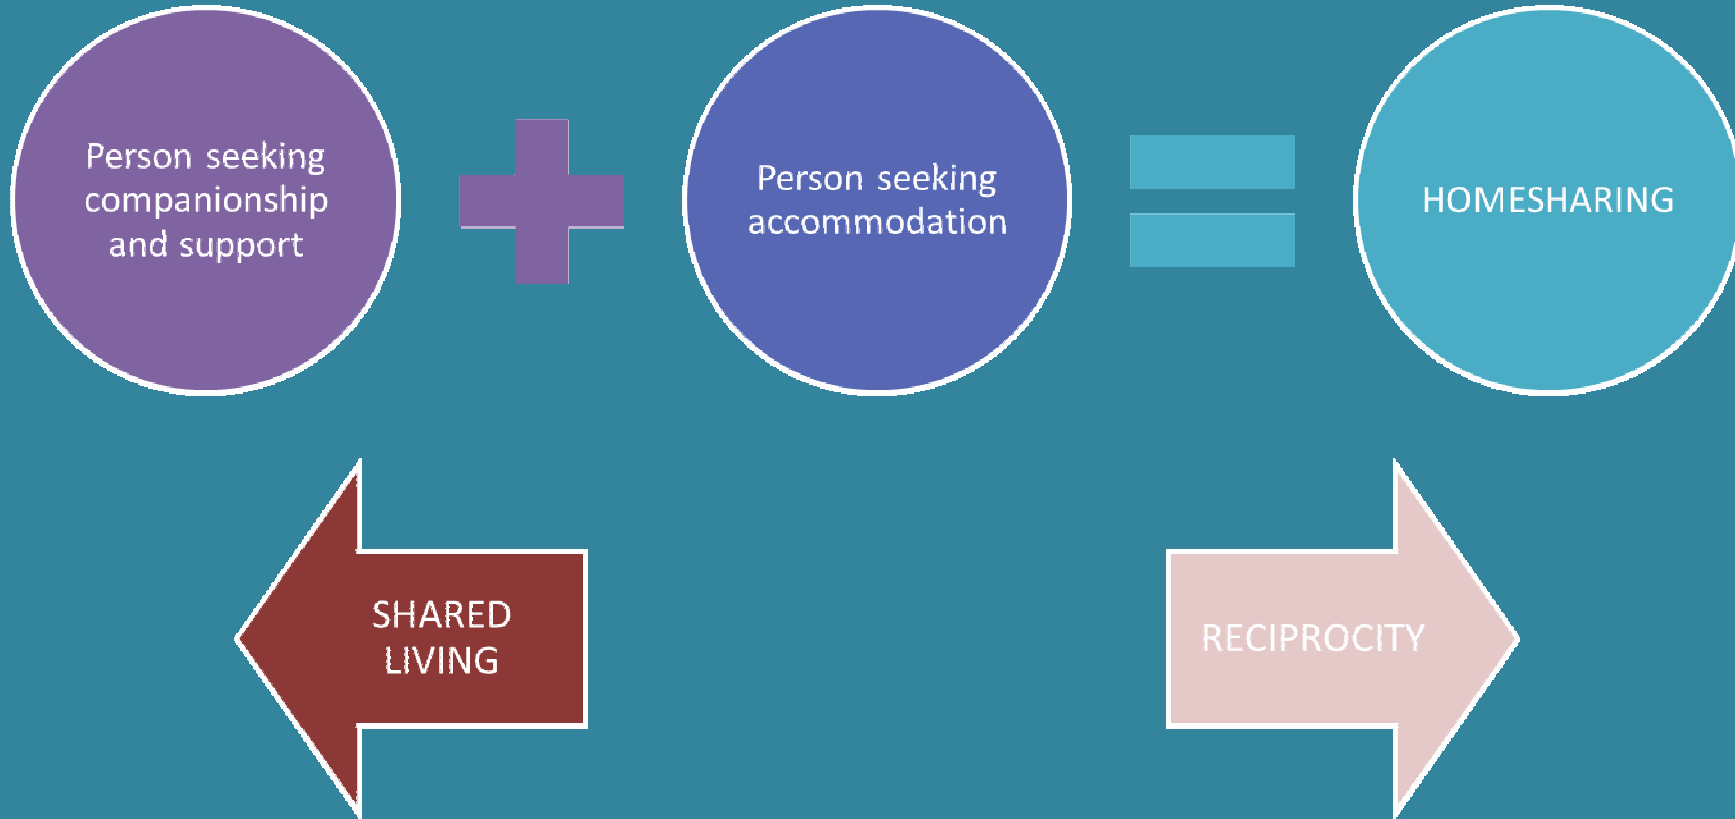 Person seeking
companionship
and support
Person seeking
accommodation
HOMESHARING
SHARED
LIVING
RECIPROCITY